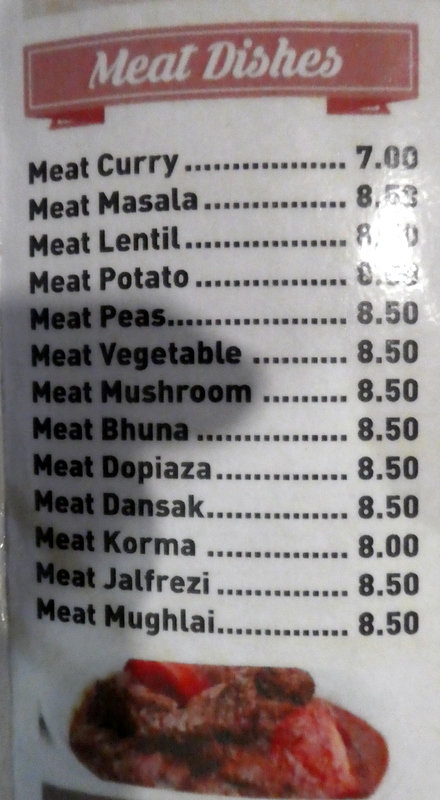 Meat Dishes
Meat Curry ................. 7.00
Meat Masala ...............
Meat Lentil .................
Meat Potato ................
Meat Peas................... 8.50
Meat Vegetable .......... 8.50
Meat Mushroom ......... 8.50
Meat Bhuna ................ 8.50
Meat Dopiaza.............. 8.50
Meat Dansak............... 8.50
Meat Korma ............... 8.00
Meat Jalfrezi .............. 8.50
Meat Mughlai.............. 8.50